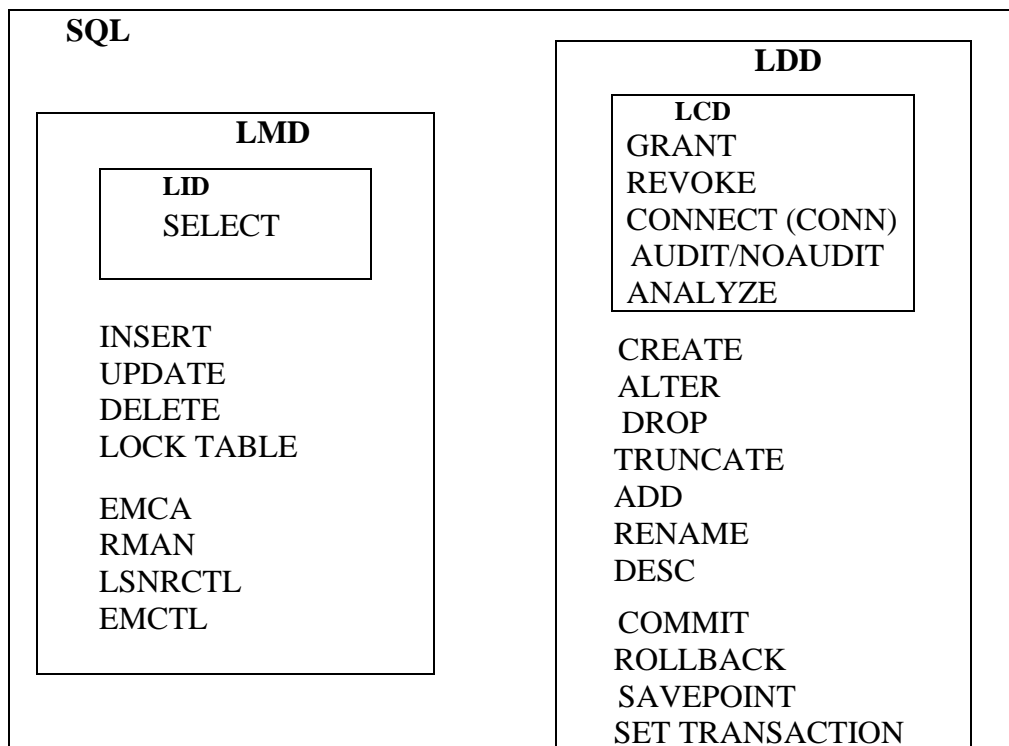 SQL
LMD
LID
SELECT
INSERT
UPDATE
DELETE
LOCK TABLE
EMCA
RMAN
LSNRCTL
EMCTL
LDD
LCD
GRANT
REVOKE
CONNECT (CONN)
AUDIT/NOAUDIT
ANALYZE
CREATE
ALTER
DROP
TRUNCATE
ADD
RENAME
DESC
COMMIT
ROLLBACK
SAVEPOINT
SET TRANSACTION